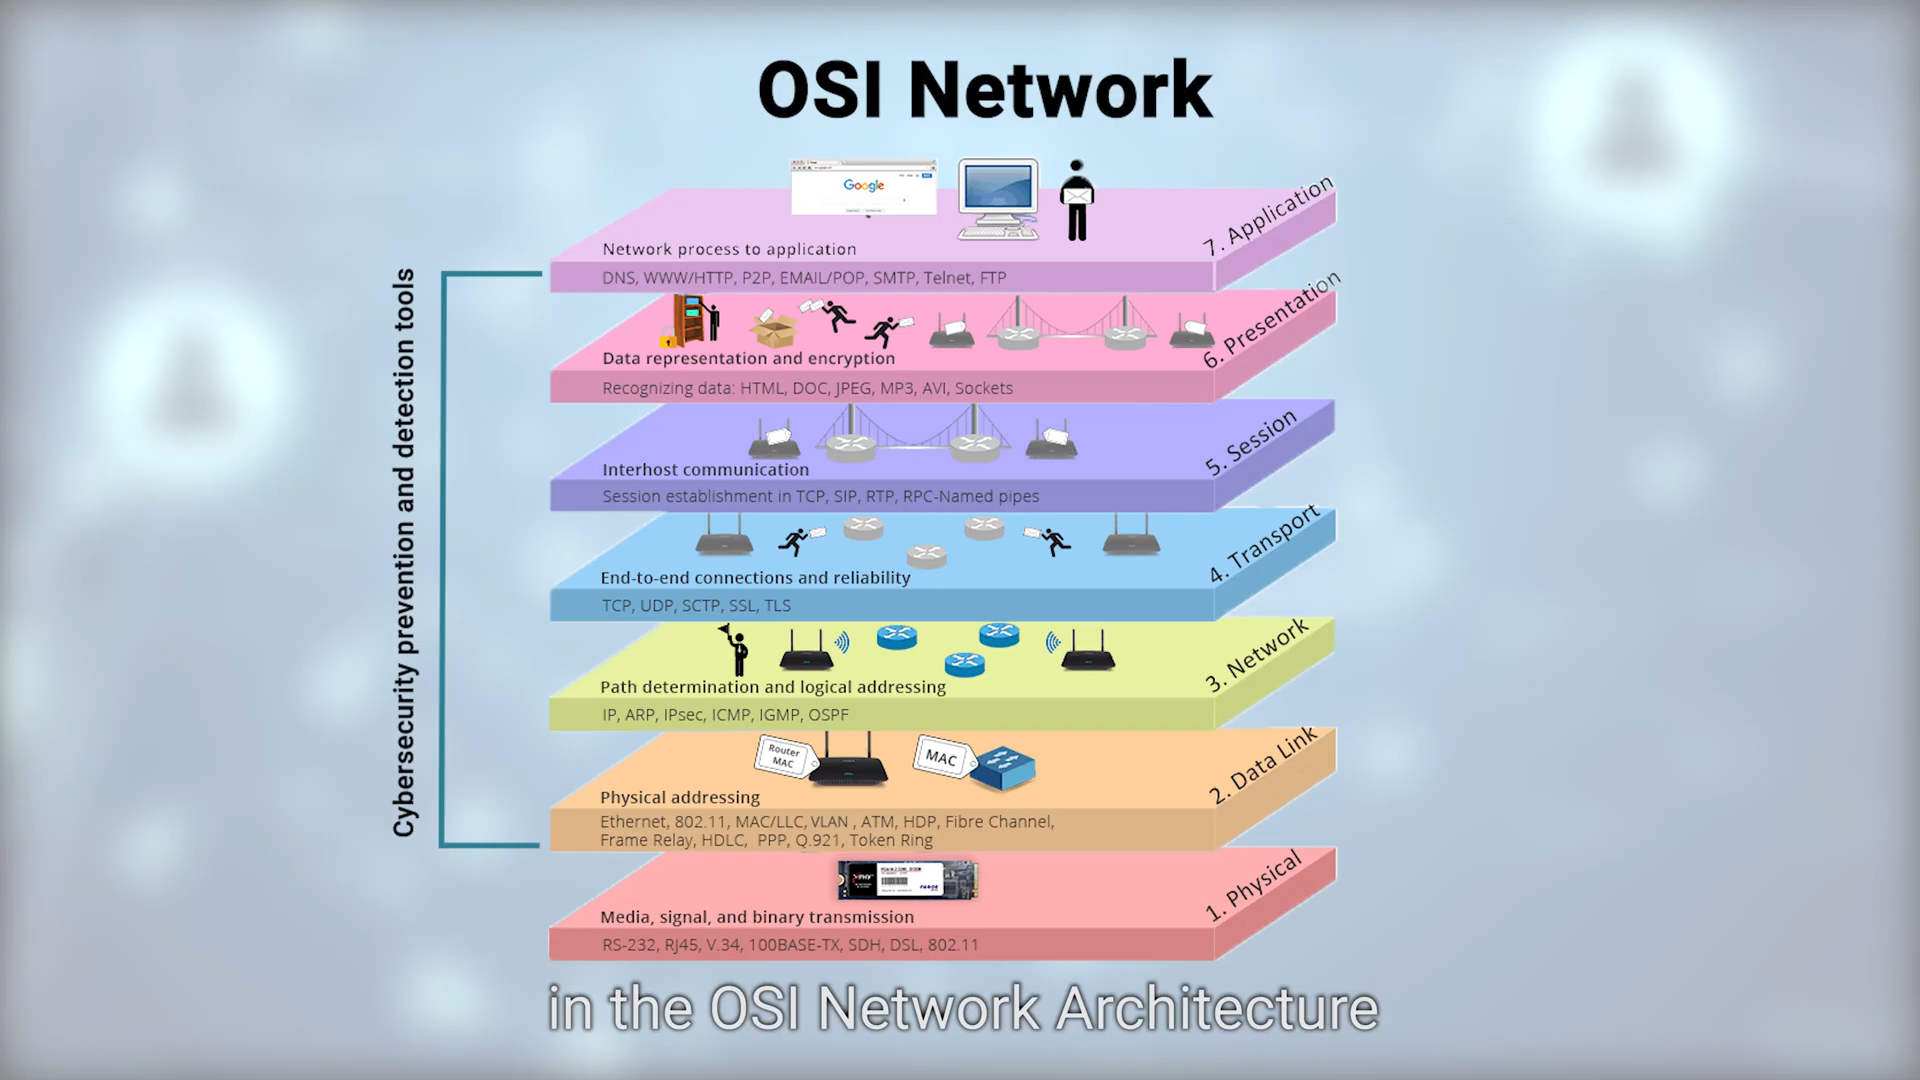 OSI Network
Google
7. Application
Network process to application
DNS, WWW/HTTP, P2P, EMAIL/POP, SMTP, Telnet, FTP
6. Presentation
Data representation and encryption
Recognizing data: HTML, DOC, JPEG, MP3, AVI, Sockets
5. Session
Interhost communication
Session establishment in TCP, SIP, RTP, RPC-Named pipes
4. Transport
End-to-end connections and reliability
TCP, UDP, SCTP, SSL, TLS
3. Network
Path determination and logical addressing
IP, ARP, IPsec, ICMP, IGMP, OSPF
Router
MAC
MAC
2. Data Link
Physical addressing
Ethernet, 802.11, MAC/LLC, VLAN , ATM, HDP, Fibre Channel,
Frame Relay, HDLC, PPP, Q.921, Token Ring
1. Physical
Media, signal, and binary transmission
RS-232, RJ45, V.34, 100BASE-TX, SDH, DSL, 802.11
Cybersecurity prevention and detection tools
in the OSI Network Architecture